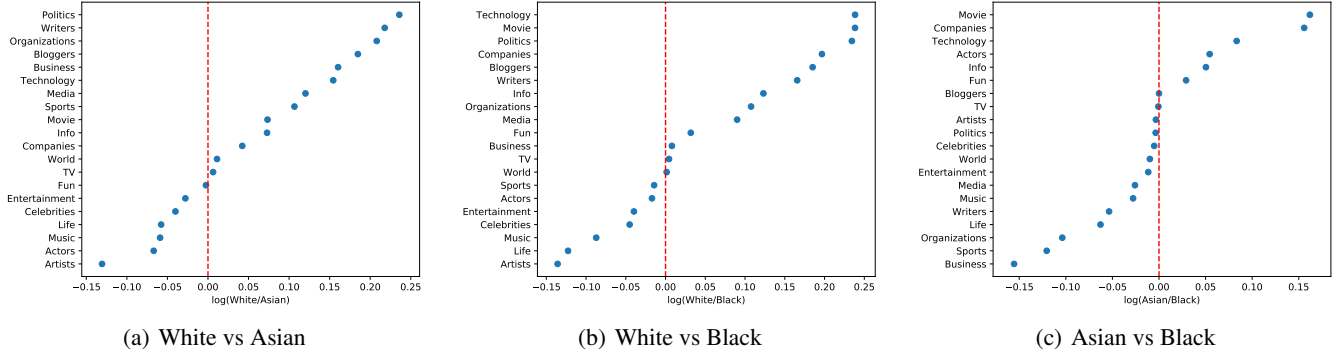 Politics
Writers
Organizations
Bloggers
Business
Technology
Media
Sports
Movie
Info
Companies
World
TV
Fun
Entertainment
Celebrities
Life
Music
Actors
Artists
−0.15 −0.10 −0.05 0.00 0.05 0.10 0.15 0.20 0.25
log(White/Asian)
(a) White vs Asian
Technology
Movie
Politics
Companies
Bloggers
Writers
Info
Organizations
Media
Fun
Business
TV
World
Sports
Actors
Entertainment
Celebrities
Music
Life
Artists
−0.15 −0.10 −0.05 0.00 0.05 0.10 0.15 0.20 0.25
log(White/Black)
(b) White vs Black
Movie
Companies
Technology
Actors
Info
Fun
Bloggers
TV
Artists
Politics
Celebrities
World
Entertainment
Media
Music
Writers
Life
Organizations
Sports
Business
−0.15 −0.10 −0.05 0.00 0.05 0.10 0.15
log(Asian/Black)
(c) Asian vs Black